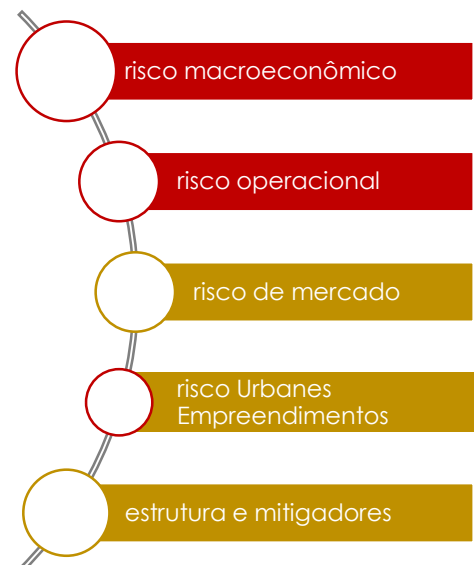 risco macroeconômico
risco operacional
risco de mercado
risco Urbanes
Empreendimentos
estrutura e mitigadores